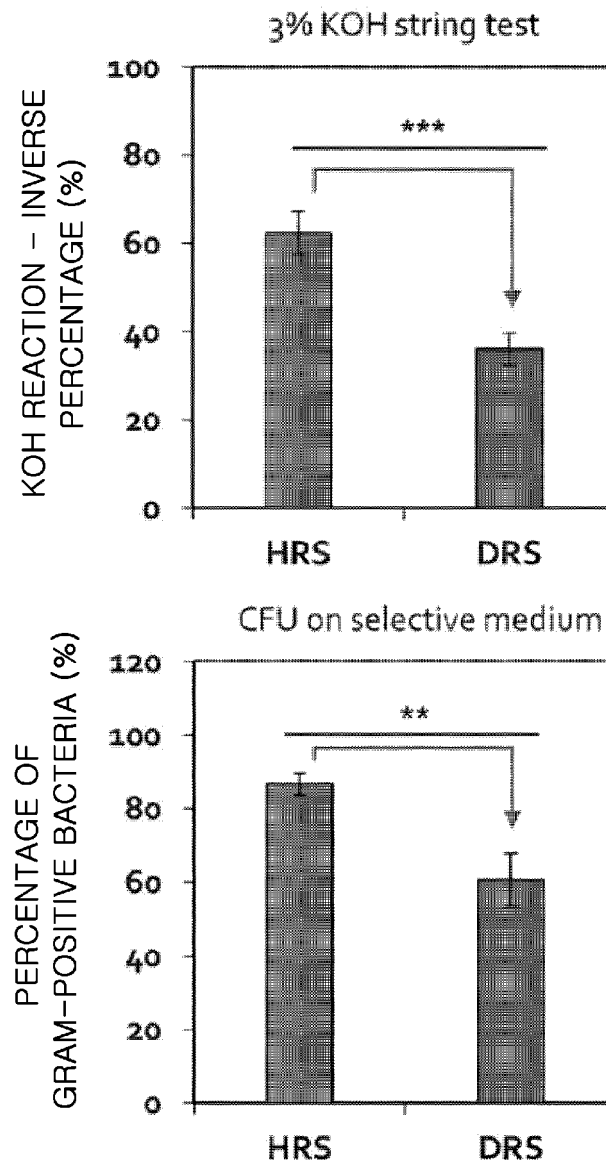 3% KOH string test
KOH REACTION – INVERSE
PERCENTAGE (%)
100
80
60
40
20
0
***
HRS
DRS
CFU on selective medium
PERCENTAGE OF
GRAM-POSITIVE BACTERIA (%)
120
100
80
60
40
20
0
**
HRS
DRS